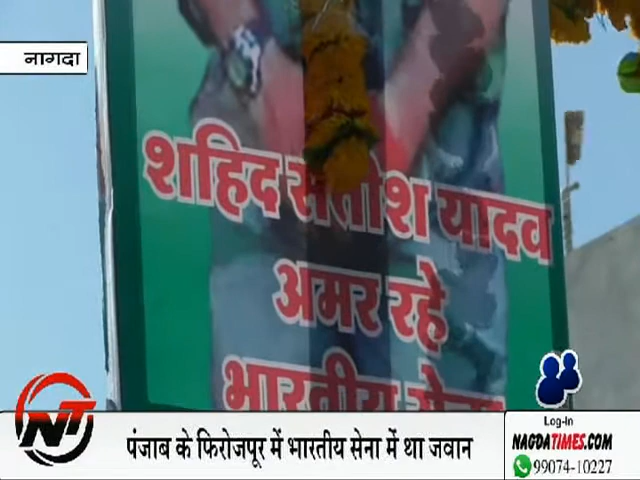 नागदा
शहिद संतोश यादव
अमर रहे
भारतीय सेना
NT
पंजाब के फिरोजपूर में भारतीय सेना में था जवान
Log-In
NAGDATIMES.COM
99074-10227